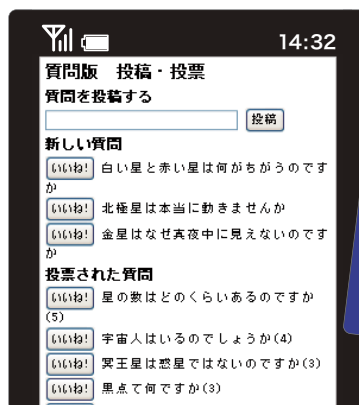 14:32
質問版 投稿・投票
質問を投稿する
投稿
新しい質問
いいね! 白い星と赤い星は何がちがうのです
か
いいね! 北極星は本当に動きませんか
いいね! 金星はなぜ真夜中に見えないのです
か
投票された質問
いいね! 星の数はどのくらいあるのですか
(5)
いいね! 宇宙人はいるのでしょうか(4)
いいね! 冥王星は惑星ではないのですか(3)
いいね! 黒点て何ですか(3)